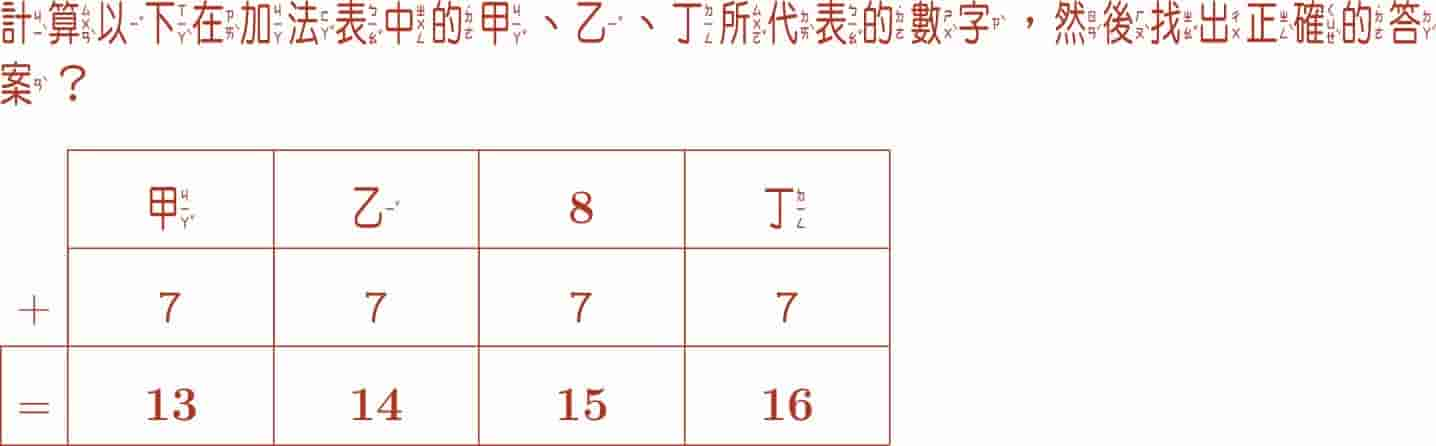 計算以下在加法表中的甲、乙、丁所代表的數字,然後找出正確的答
案?
甲 乙 8 丁
+ 7 7 7 7
= 13 14 15 16